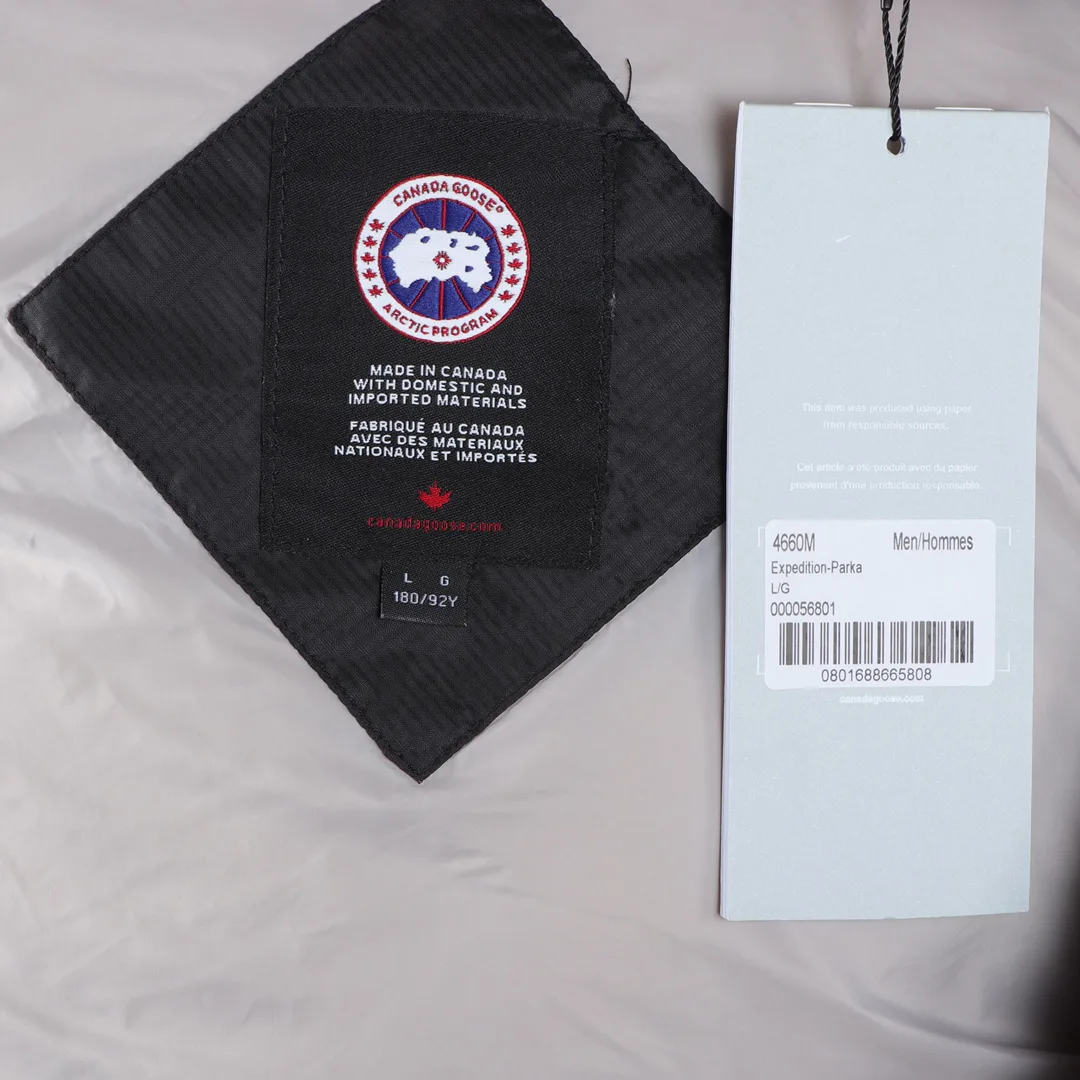 CANADA GOOSE®
ARCTIC PROGRAM
MADE IN CANADA
WITH DOMESTIC AND
IMPORTED MATERIALS
FABRIQUÉ AU CANADA
AVEC DES MATERIAUX
NATIONAUX ET IMPORTÉS
canadagoose.com
L G
180/92Y
This item was produced using paper
from responsible sources.
Cet article a été produit avec du papier
provenant d'une production responsable.
4660M Men/Hommes
Expedition-Parka
L/G
000056801
0801688665808
canadagoose.com